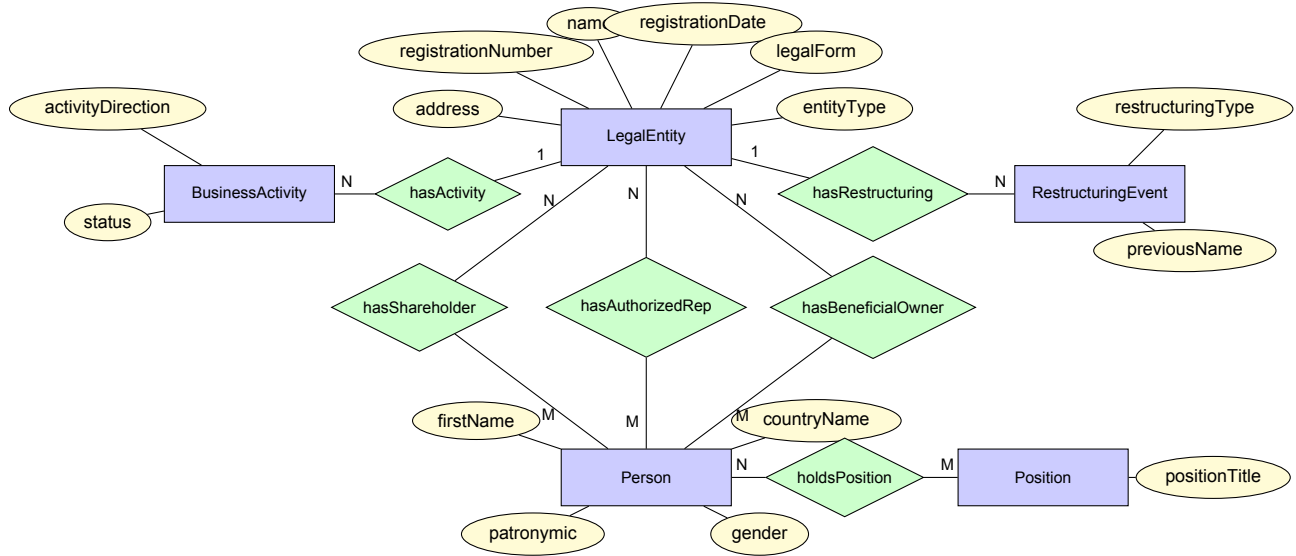 name
registrationDate
registrationNumber
legalForm
activityDirection
address
entityType
restructuringType
LegalEntity
1
1
hasActivity
hasRestructuring
N
BusinessActivity
N
N
N
N
N
RestructuringEvent
status
previousName
hasShareholder
hasAuthorizedRep
hasBeneficialOwner
firstName
M
M
M
countryName
N
M
Person
holdsPosition
Position
positionTitle
patronymic
gender